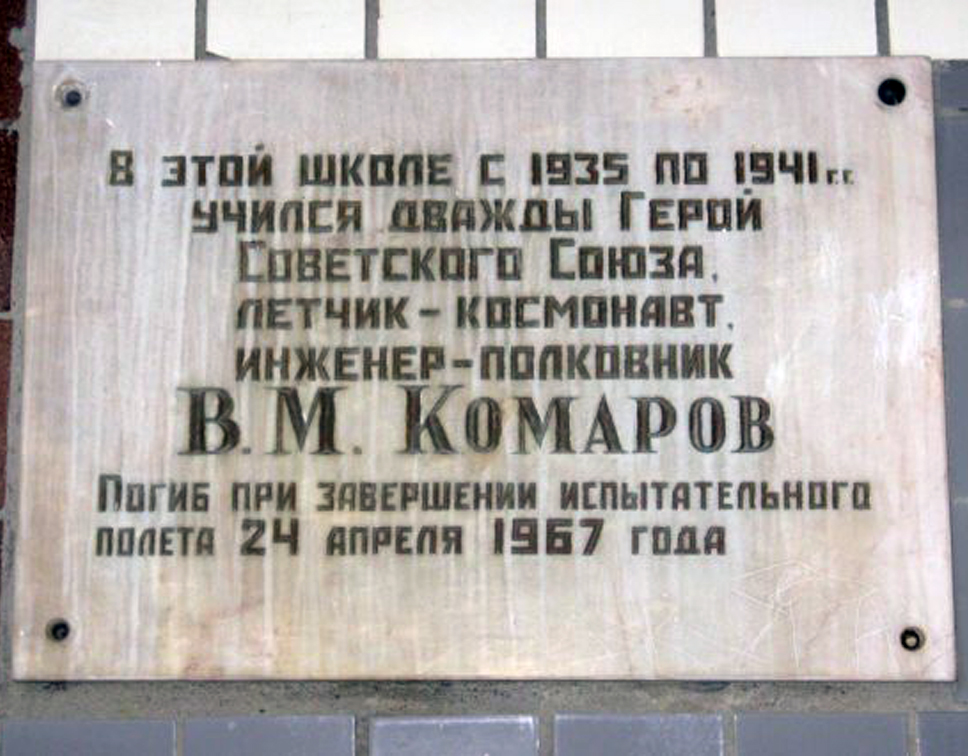 В этой школе с 1935 по 1941 г.г.
учился дважды Герой
Советского Союза,
летчик-космонавт,
инженер-полковник
В.М. Комаров
Погиб при завершении испытательного
полета 24 апреля 1967 года